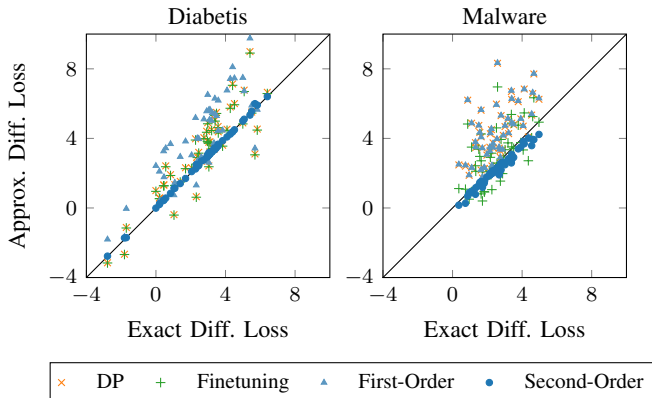 Diabetis Malware
8 8
4 4
0 0
−4 −4
−4 0 4 8 −4 0 4 8
Approx. Diff. Loss
Exact Diff. Loss Exact Diff. Loss
DP Finetuning First-Order Second-Order